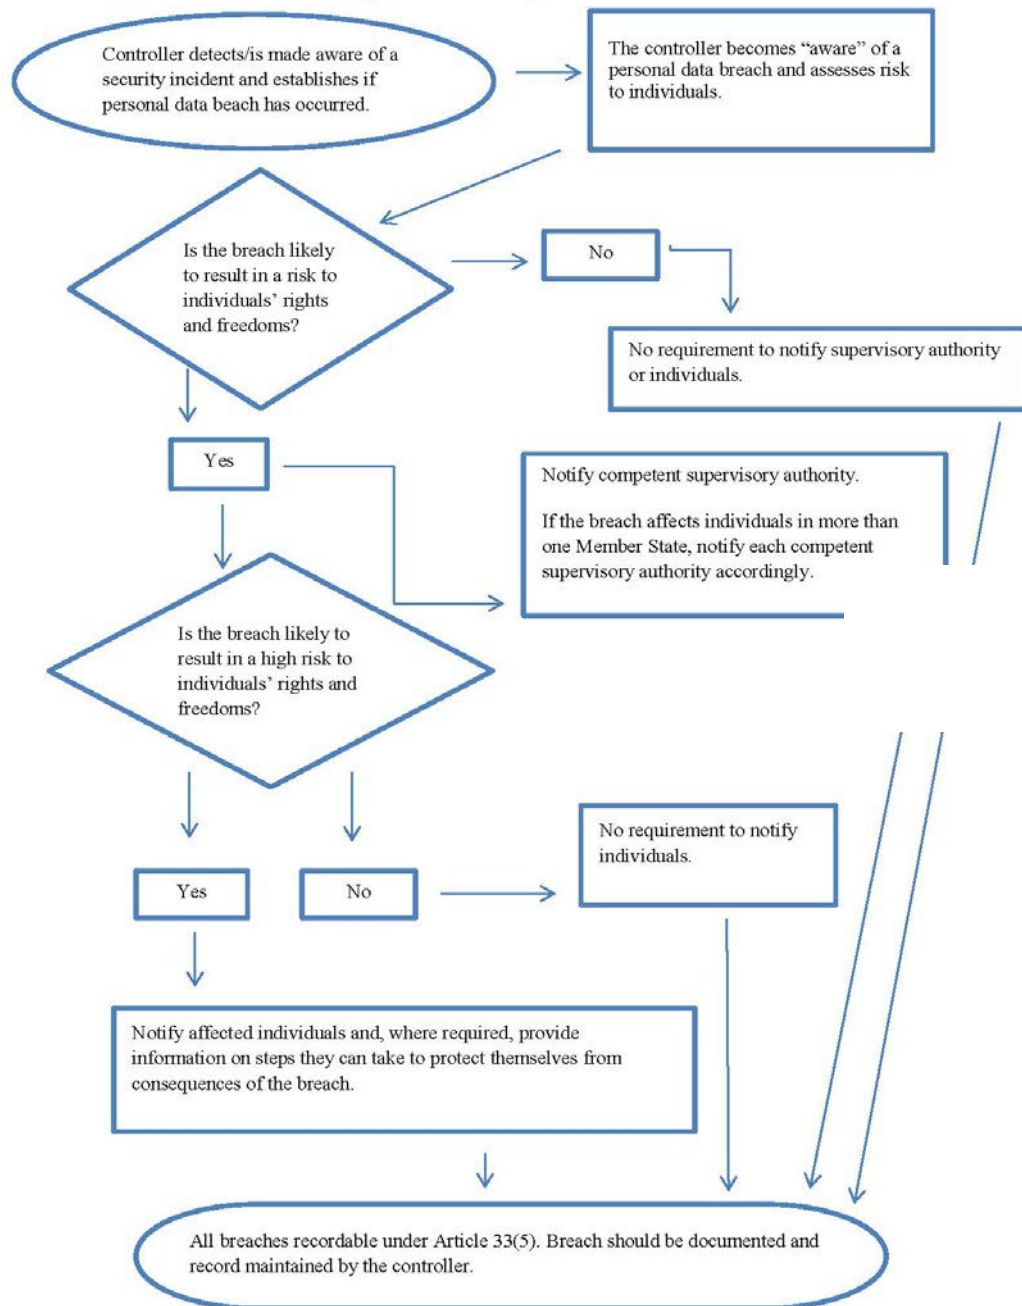 Controller detects/is made aware of a
security incident and establishes if
personal data beach has occurred.
The controller becomes “aware” of a
personal data breach and assesses risk
to individuals.
Is the breach likely
to result in a risk to
individuals’ rights
and freedoms?
No
No requirement to notify supervisory authority
or individuals.
Yes
Notify competent supervisory authority.
If the breach affects individuals in more than
one Member State, notify each competent
supervisory authority accordingly.
Is the breach likely to
result in a high risk to
individuals’ rights and
freedoms?
Yes
No
No requirement to notify
individuals.
Notify affected individuals and, where required, provide
information on steps they can take to protect themselves from
consequences of the breach.
All breaches recordable under Article 33(5). Breach should be documented and
record maintained by the controller.